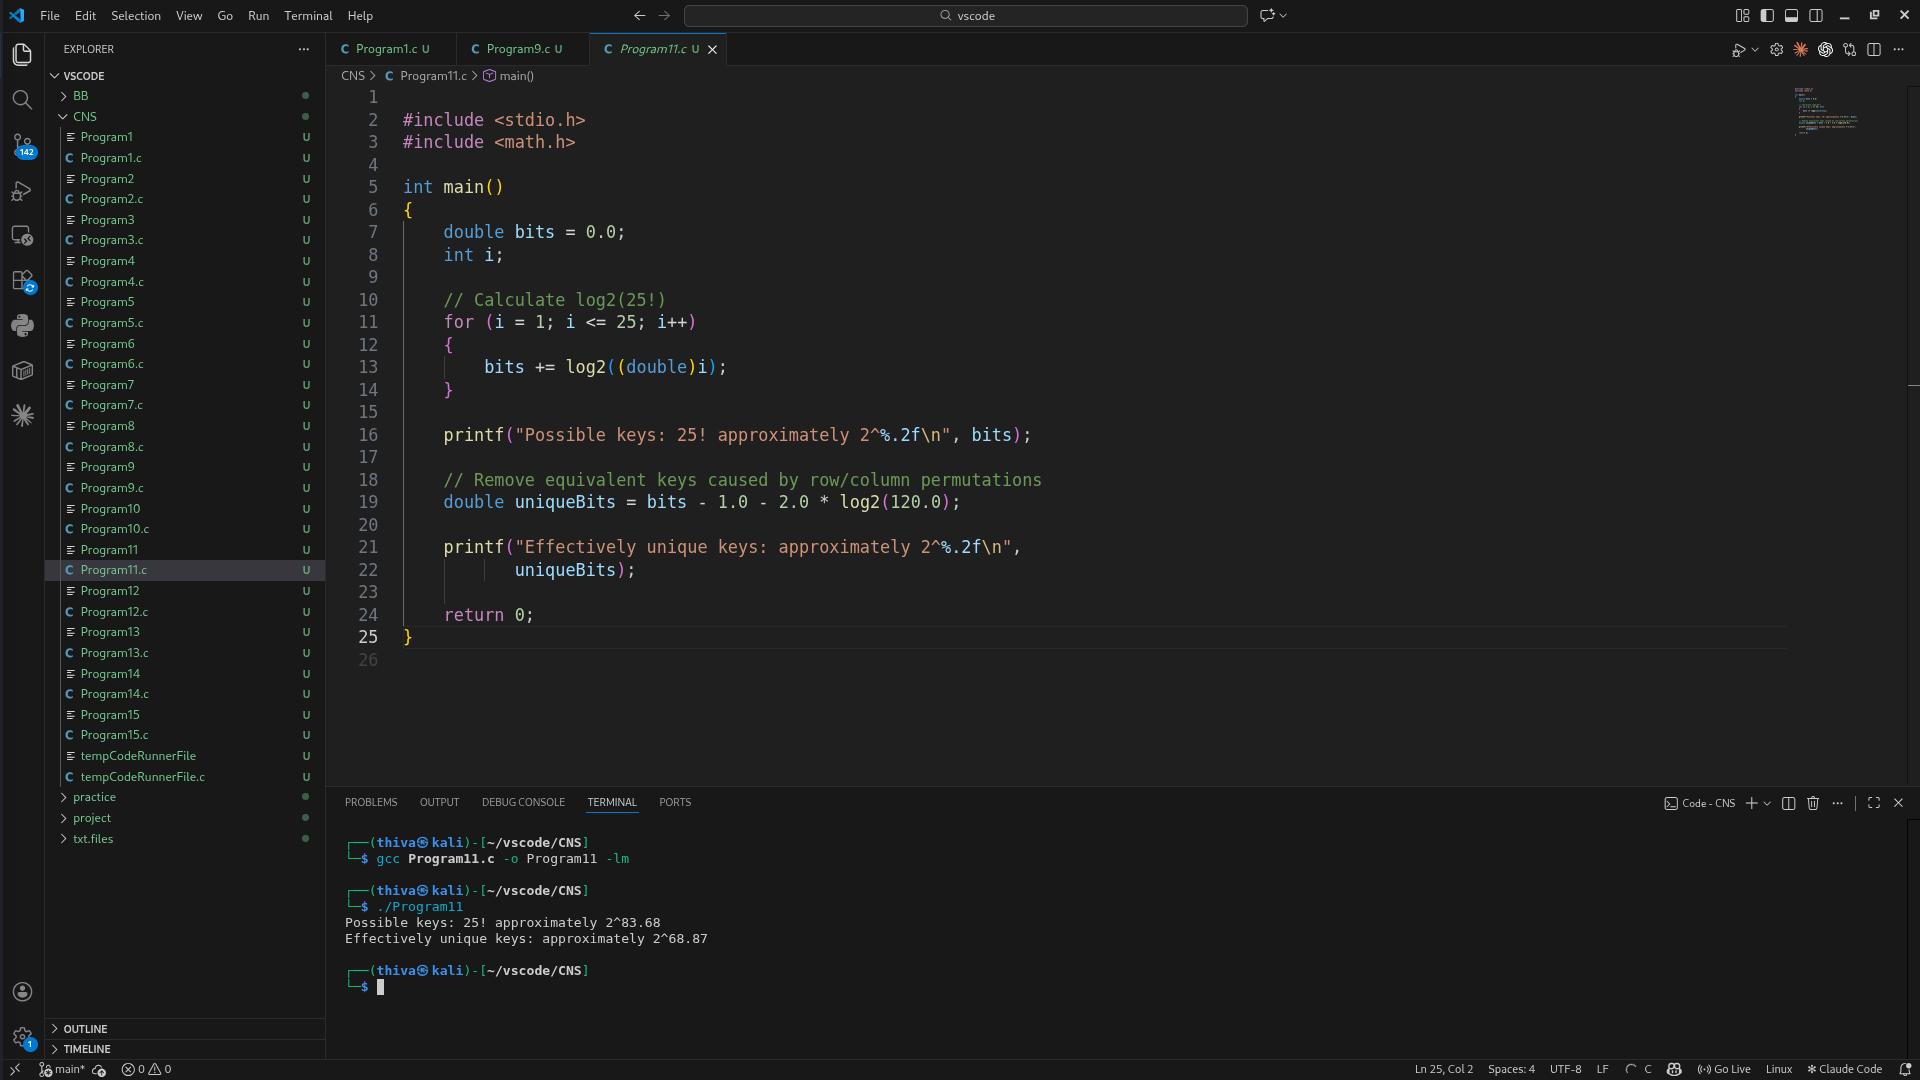 File Edit Selection View Go Run Terminal Help
vscode
EXPLORER
VSCODE
BB
CNS
Program1 U
Program1.c U
Program2 U
Program2.c U
Program3 U
Program3.c U
Program4 U
Program4.c U
Program5 U
Program5.c U
Program6 U
Program6.c U
Program7 U
Program7.c U
Program8 U
Program8.c U
Program9 U
Program9.c U
Program10 U
Program10.c U
Program11 U
Program11.c U
Program12 U
Program12.c U
Program13 U
Program13.c U
Program14 U
Program14.c U
Program15 U
Program15.c U
tempCodeRunnerFile U
tempCodeRunnerFile.c U
practice
project
txt.files
OUTLINE
TIMELINE
142
1
C Program1.c U C Program9.c U C Program11.c U
CNS > C Program11.c > main()
1
2 #include <stdio.h>
3 #include <math.h>
4
5 int main()
6 {
7 double bits = 0.0;
8 int i;
9
10 // Calculate log2(25!)
11 for (i = 1; i <= 25; i++)
12 {
13 bits += log2((double)i);
14 }
15
16 printf("Possible keys: 25! approximately 2^%.2f\n", bits);
17
18 // Remove equivalent keys caused by row/column permutations
19 double uniqueBits = bits - 1.0 - 2.0 * log2(120.0);
20
21 printf("Effectively unique keys: approximately 2^%.2f\n",
22 uniqueBits);
23
24 return 0;
25 }
26
PROBLEMS OUTPUT DEBUG CONSOLE TERMINAL PORTS
Code - CNS
┌──(thiva㉿kali)-[~/vscode/CNS]
└─$ gcc Program11.c -o Program11 -lm
┌──(thiva㉿kali)-[~/vscode/CNS]
└─$ ./Program11
Possible keys: 25! approximately 2^83.68
Effectively unique keys: approximately 2^68.87
┌──(thiva㉿kali)-[~/vscode/CNS]
└─$
main* 0 0 Ln 25, Col 2 Spaces: 4 UTF-8 LF C Go Live Linux Claude Code